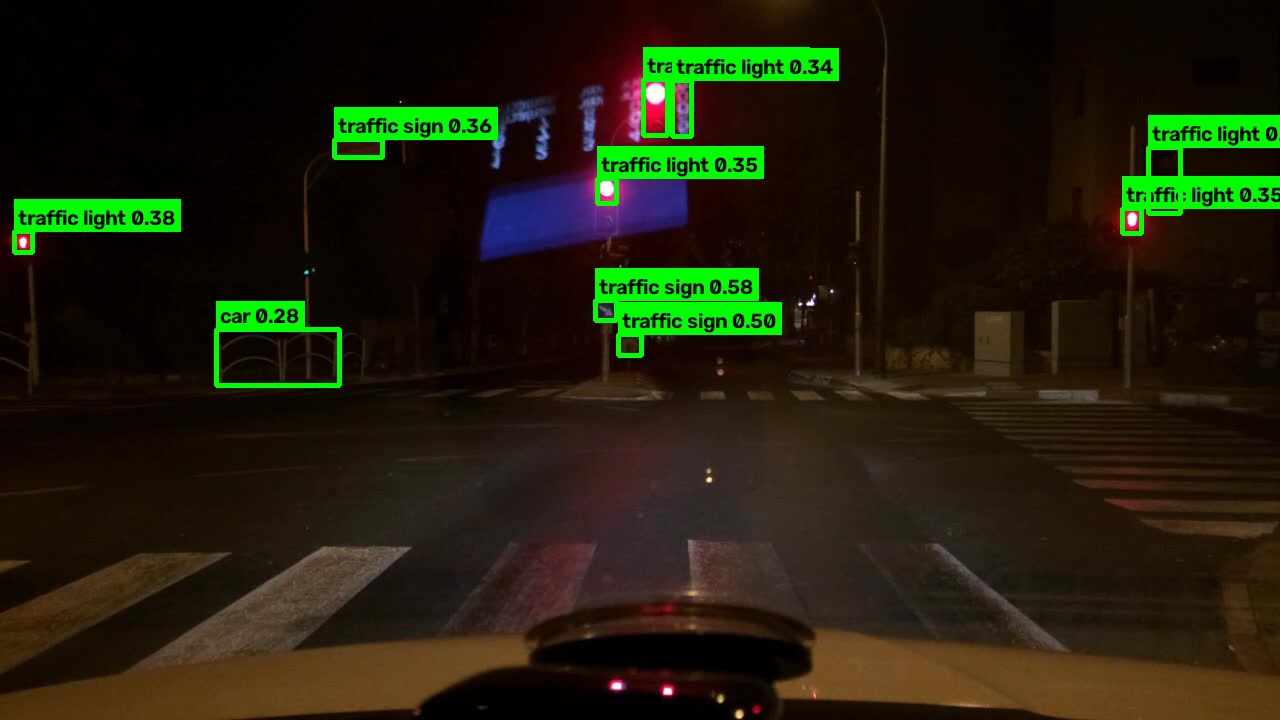 tra
traffic light 0.34
traffic sign 0.36
traffic light 0.
traffic light 0.35
traffic light 0.35
traffic light 0.38
traffic sign 0.58
car 0.28
traffic sign 0.50